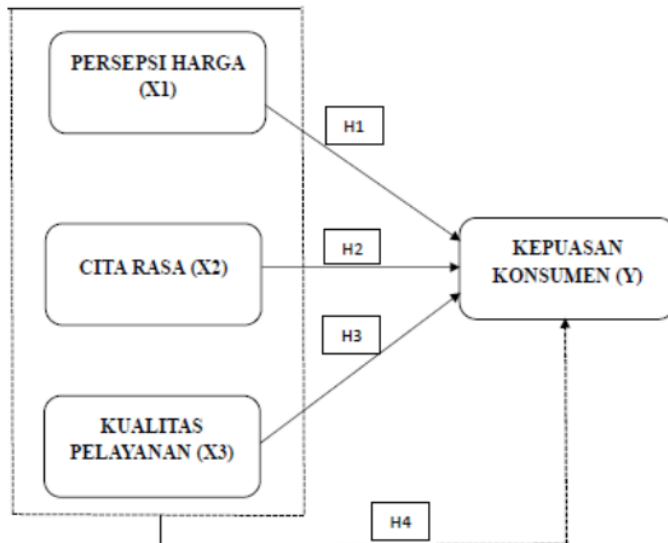 PERSEPSI HARGA
(X1)
H1
CITA RASA (X2)
H2
KEPUASAN
KONSUMEN (Y)
H3
KUALITAS
PELAYANAN (X3)
H4